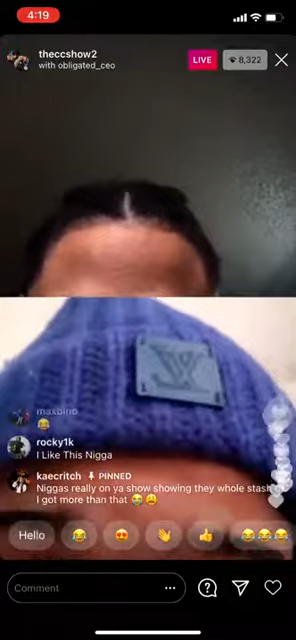 4:19
theccshow2
with obligated_ceo
LIVE
8,322
LV
maxbino
rocky1k
I Like This Nigga
kaecritch PINNED
Niggas really on ya show showing they whole stash
I got more than that 😭😩
Hello
Comment